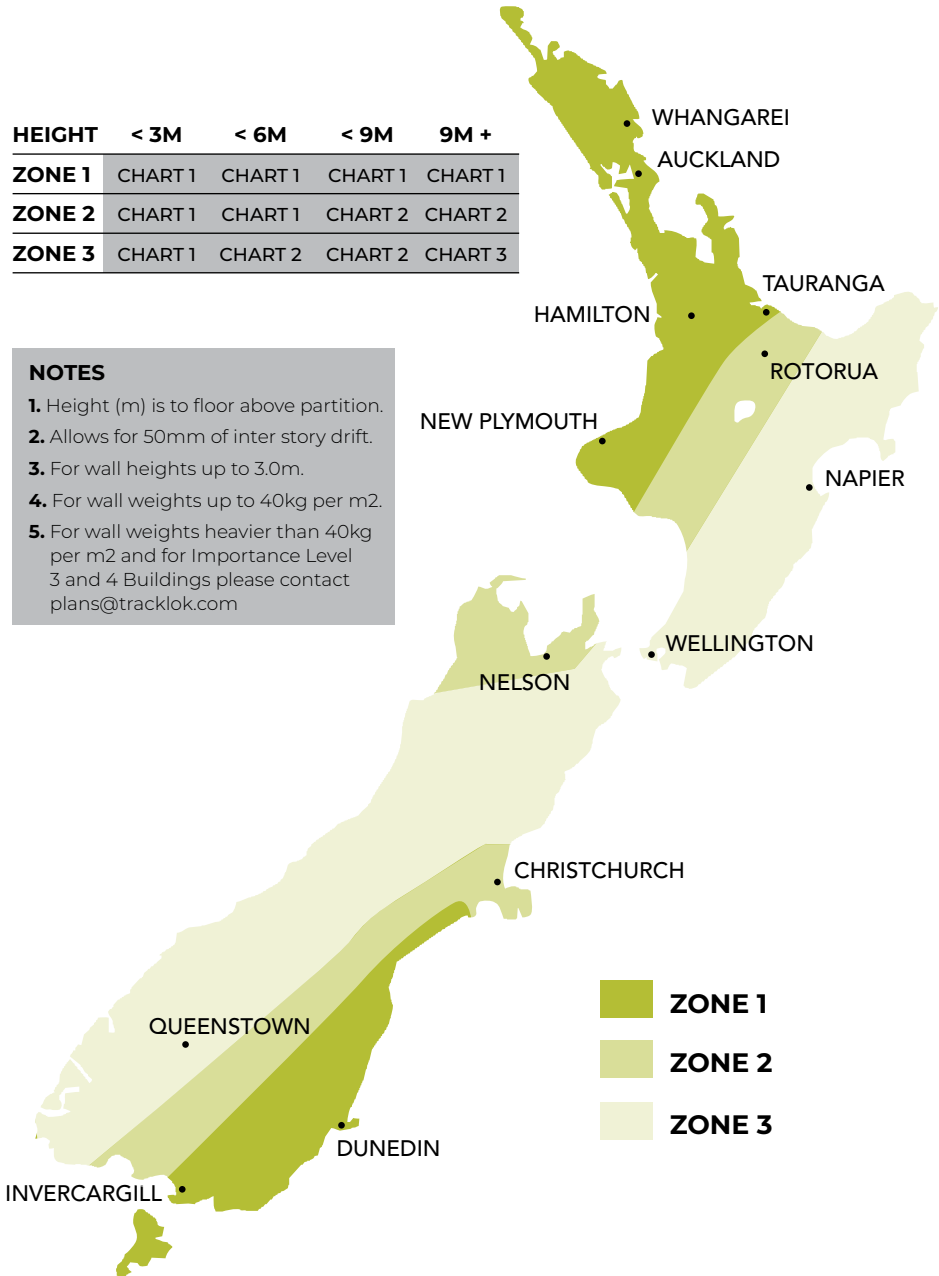 HEIGHT < 3M < 6M < 9M 9M +
ZONE 1 CHART 1 CHART 1 CHART 1 CHART 1
ZONE 2 CHART 1 CHART 1 CHART 2 CHART 2
ZONE 3 CHART 1 CHART 2 CHART 2 CHART 3
NOTES
1. Height (m) is to floor above partition.
2. Allows for 50mm of inter story drift.
3. For wall heights up to 3.0m.
4. For wall weights up to 40kg per m2.
5. For wall weights heavier than 40kg
per m2 and for Importance Level
3 and 4 Buildings please contact
plans@tracklok.com
WHANGAREI
AUCKLAND
TAURANGA
HAMILTON
ROTORUA
NEW PLYMOUTH
NAPIER
WELLINGTON
NELSON
CHRISTCHURCH
QUEENSTOWN
DUNEDIN
INVERCARGILL
ZONE 1
ZONE 2
ZONE 3